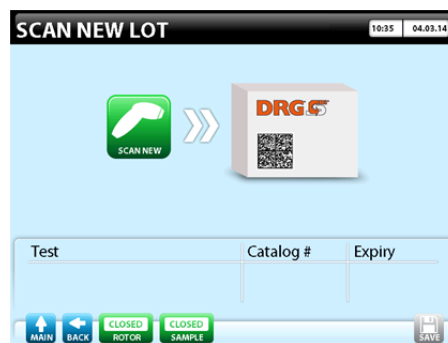 SCAN NEW LOT
10:35 04.03.14
SCAN NEW
DRG
Test Catalog # Expiry
MAIN BACK CLOSED ROTOR CLOSED SAMPLE SAVE